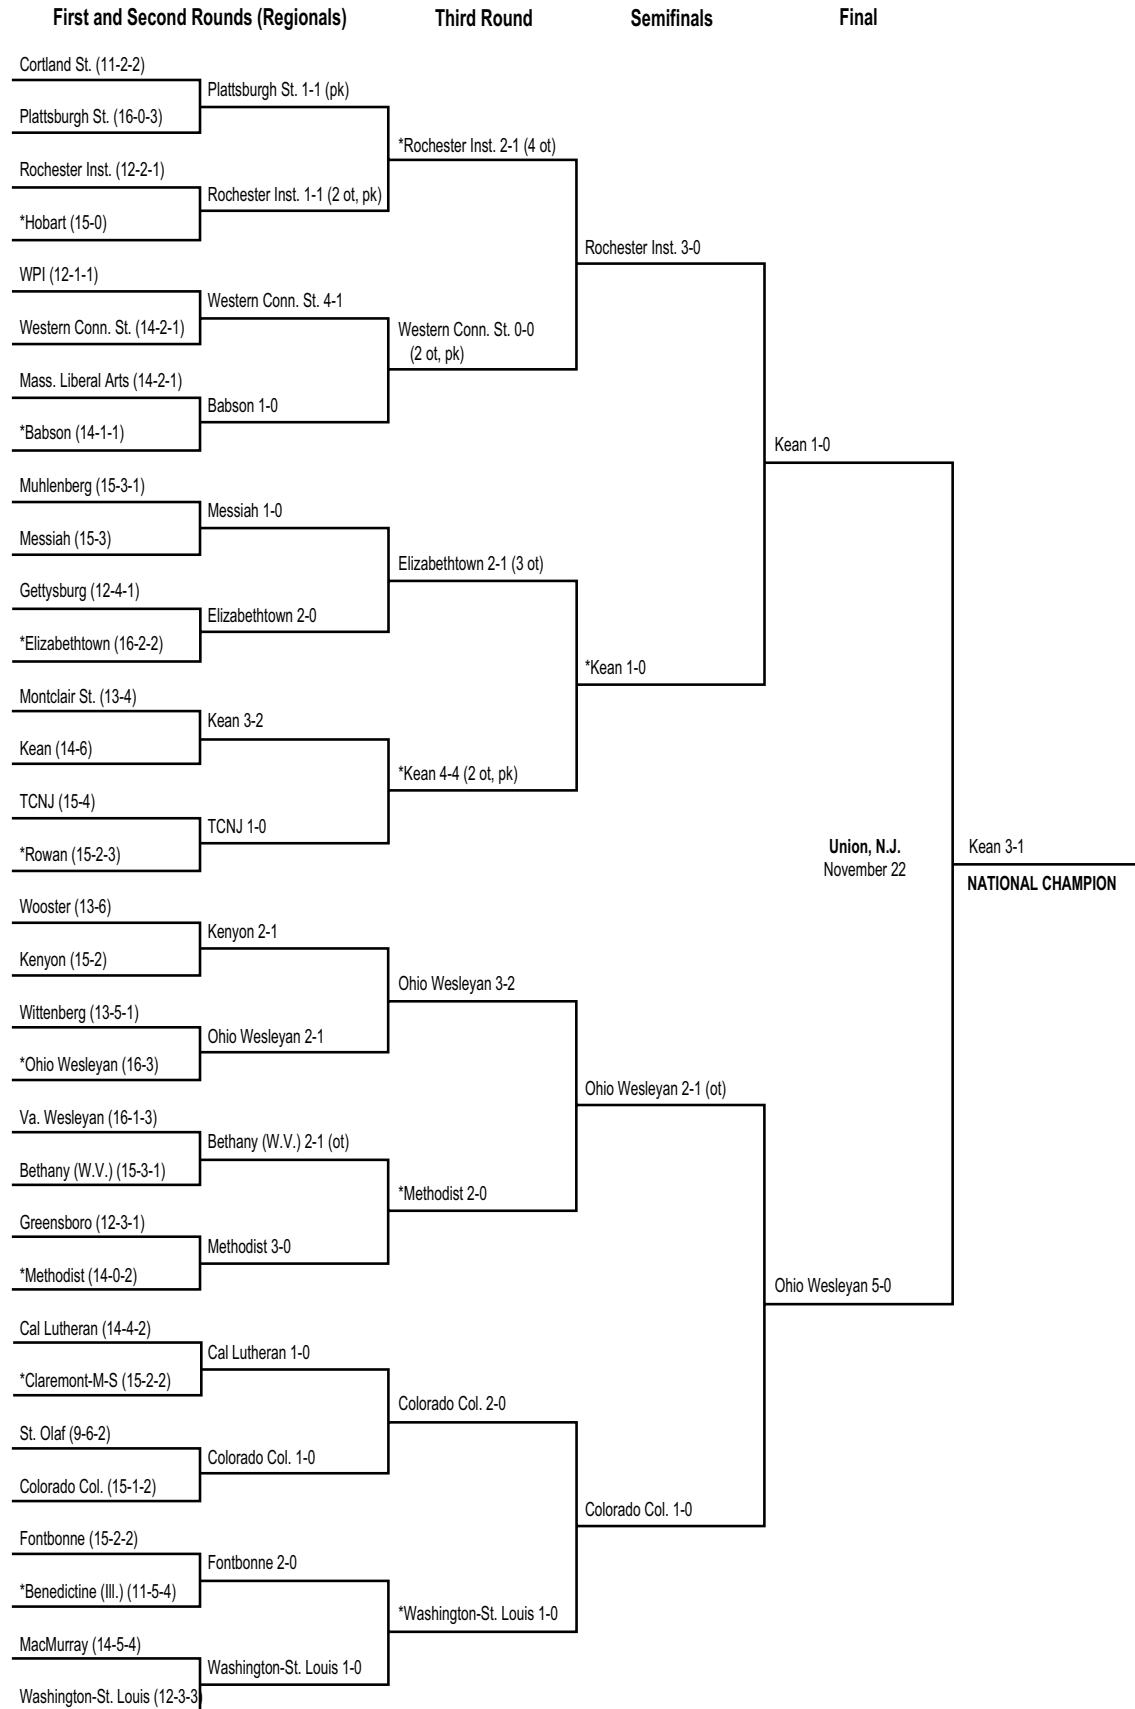 First and Second Rounds (Regionals)
Third Round
Semifinals
Final
Cortland St. (11-2-2)
Plattsburgh St. 1-1 (pk)
Plattsburgh St. (16-0-3)
*Rochester Inst. 2-1 (4 ot)
Rochester Inst. (12-2-1)
Rochester Inst. 1-1 (2 ot, pk)
*Hobart (15-0)
Rochester Inst. 3-0
WPI (12-1-1)
Western Conn. St. 4-1
Western Conn. St. (14-2-1)
Western Conn. St. 0-0
(2 ot, pk)
Mass. Liberal Arts (14-2-1)
Babson 1-0
*Babson (14-1-1)
Kean 1-0
Muhlenberg (15-3-1)
Messiah 1-0
Messiah (15-3)
Elizabethtown 2-1 (3 ot)
Gettysburg (12-4-1)
Elizabethtown 2-0
*Elizabethtown (16-2-2)
*Kean 1-0
Montclair St. (13-4)
Kean 3-2
Kean (14-6)
*Kean 4-4 (2 ot, pk)
TCNJ (15-4)
TCNJ 1-0
*Rowan (15-2-3)
Union, N.J.
November 22
Kean 3-1
NATIONAL CHAMPION
Wooster (13-6)
Kenyon 2-1
Kenyon (15-2)
Ohio Wesleyan 3-2
Wittenberg (13-5-1)
Ohio Wesleyan 2-1
*Ohio Wesleyan (16-3)
Ohio Wesleyan 2-1 (ot)
Va. Wesleyan (16-1-3)
Bethany (W.V.) 2-1 (ot)
Bethany (W.V.) (15-3-1)
*Methodist 2-0
Greensboro (12-3-1)
Methodist 3-0
*Methodist (14-0-2)
Ohio Wesleyan 5-0
Cal Lutheran (14-4-2)
Cal Lutheran 1-0
*Claremont-M-S (15-2-2)
Colorado Col. 2-0
St. Olaf (9-6-2)
Colorado Col. 1-0
Colorado Col. (15-1-2)
Colorado Col. 1-0
Fontbonne (15-2-2)
Fontbonne 2-0
*Benedictine (Ill.) (11-5-4)
*Washington-St. Louis 1-0
MacMurray (14-5-4)
Washington-St. Louis 1-0
Washington-St. Louis (12-3-3)